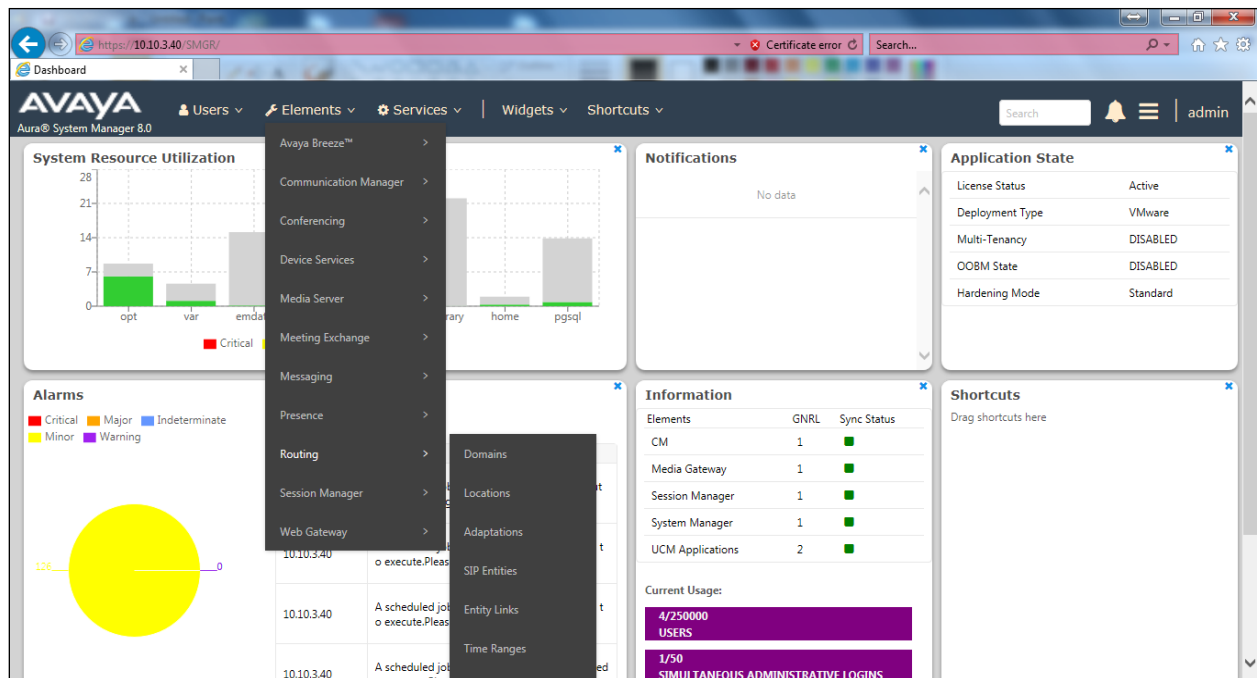 https://10.10.3.40/SMGR/
Certificate error
Search...
Dashboard
AVAYA
Aura® System Manager 8.0
Users
Elements
Services
Widgets
Shortcuts
Search
admin
System Resource Utilization
28
21
14
7
0
opt
var
home
pgsql
Critical
Avaya Breeze™
Communication Manager
Conferencing
Device Services
Media Server
Meeting Exchange
Messaging
Presence
Routing
Session Manager
Web Gateway
Domains
Locations
Adaptations
SIP Entities
Entity Links
Time Ranges
Notifications
No data
Application State
License Status Active
Deployment Type VMware
Multi-Tenancy DISABLED
OOBM State DISABLED
Hardening Mode Standard
Alarms
Critical Major Indeterminate
Minor Warning
126
0
10.10.3.40
o execute.Pleas
10.10.3.40
A scheduled jo
o execute.Pleas
10.10.3.40
A scheduled jo
Information
Elements GNRL Sync Status
CM 1
Media Gateway 1
Session Manager 1
System Manager 1
UCM Applications 2
Current Usage:
4/250000
USERS
1/50
SIMULTANEOUS ADMINISTRATIVE LOGINS
Shortcuts
Drag shortcuts here